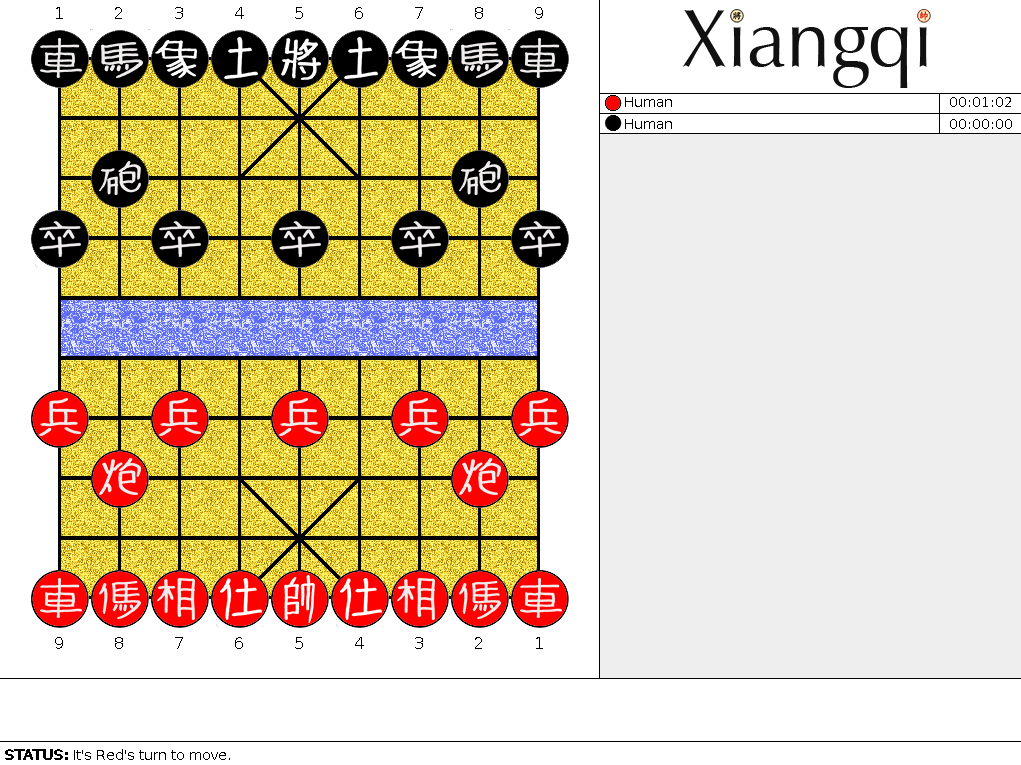 1 2 3 4 5 6 7 8 9
車 馬 象 土 將 土 象 馬 車
砲 砲
卒 卒 卒 卒 卒
兵 兵 兵 兵 兵
炮 炮
車 傌 相 仕 帥 仕 相 傌 車
9 8 7 6 5 4 3 2 1
Xiangqi
Human 00:01:02
Human 00:00:00
STATUS: It's Red's turn to move.